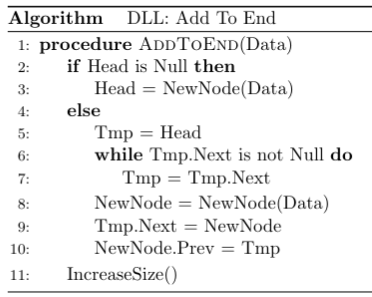 Algorithm DLL: Add To End
1: procedure AddToEnd(Data)
2: if Head is Null then
3: Head = NewNode(Data)
4: else
5: Tmp = Head
6: while Tmp.Next is not Null do
7: Tmp = Tmp.Next
8: NewNode = NewNode(Data)
9: Tmp.Next = NewNode
10: NewNode.Prev = Tmp
11: IncreaseSize()